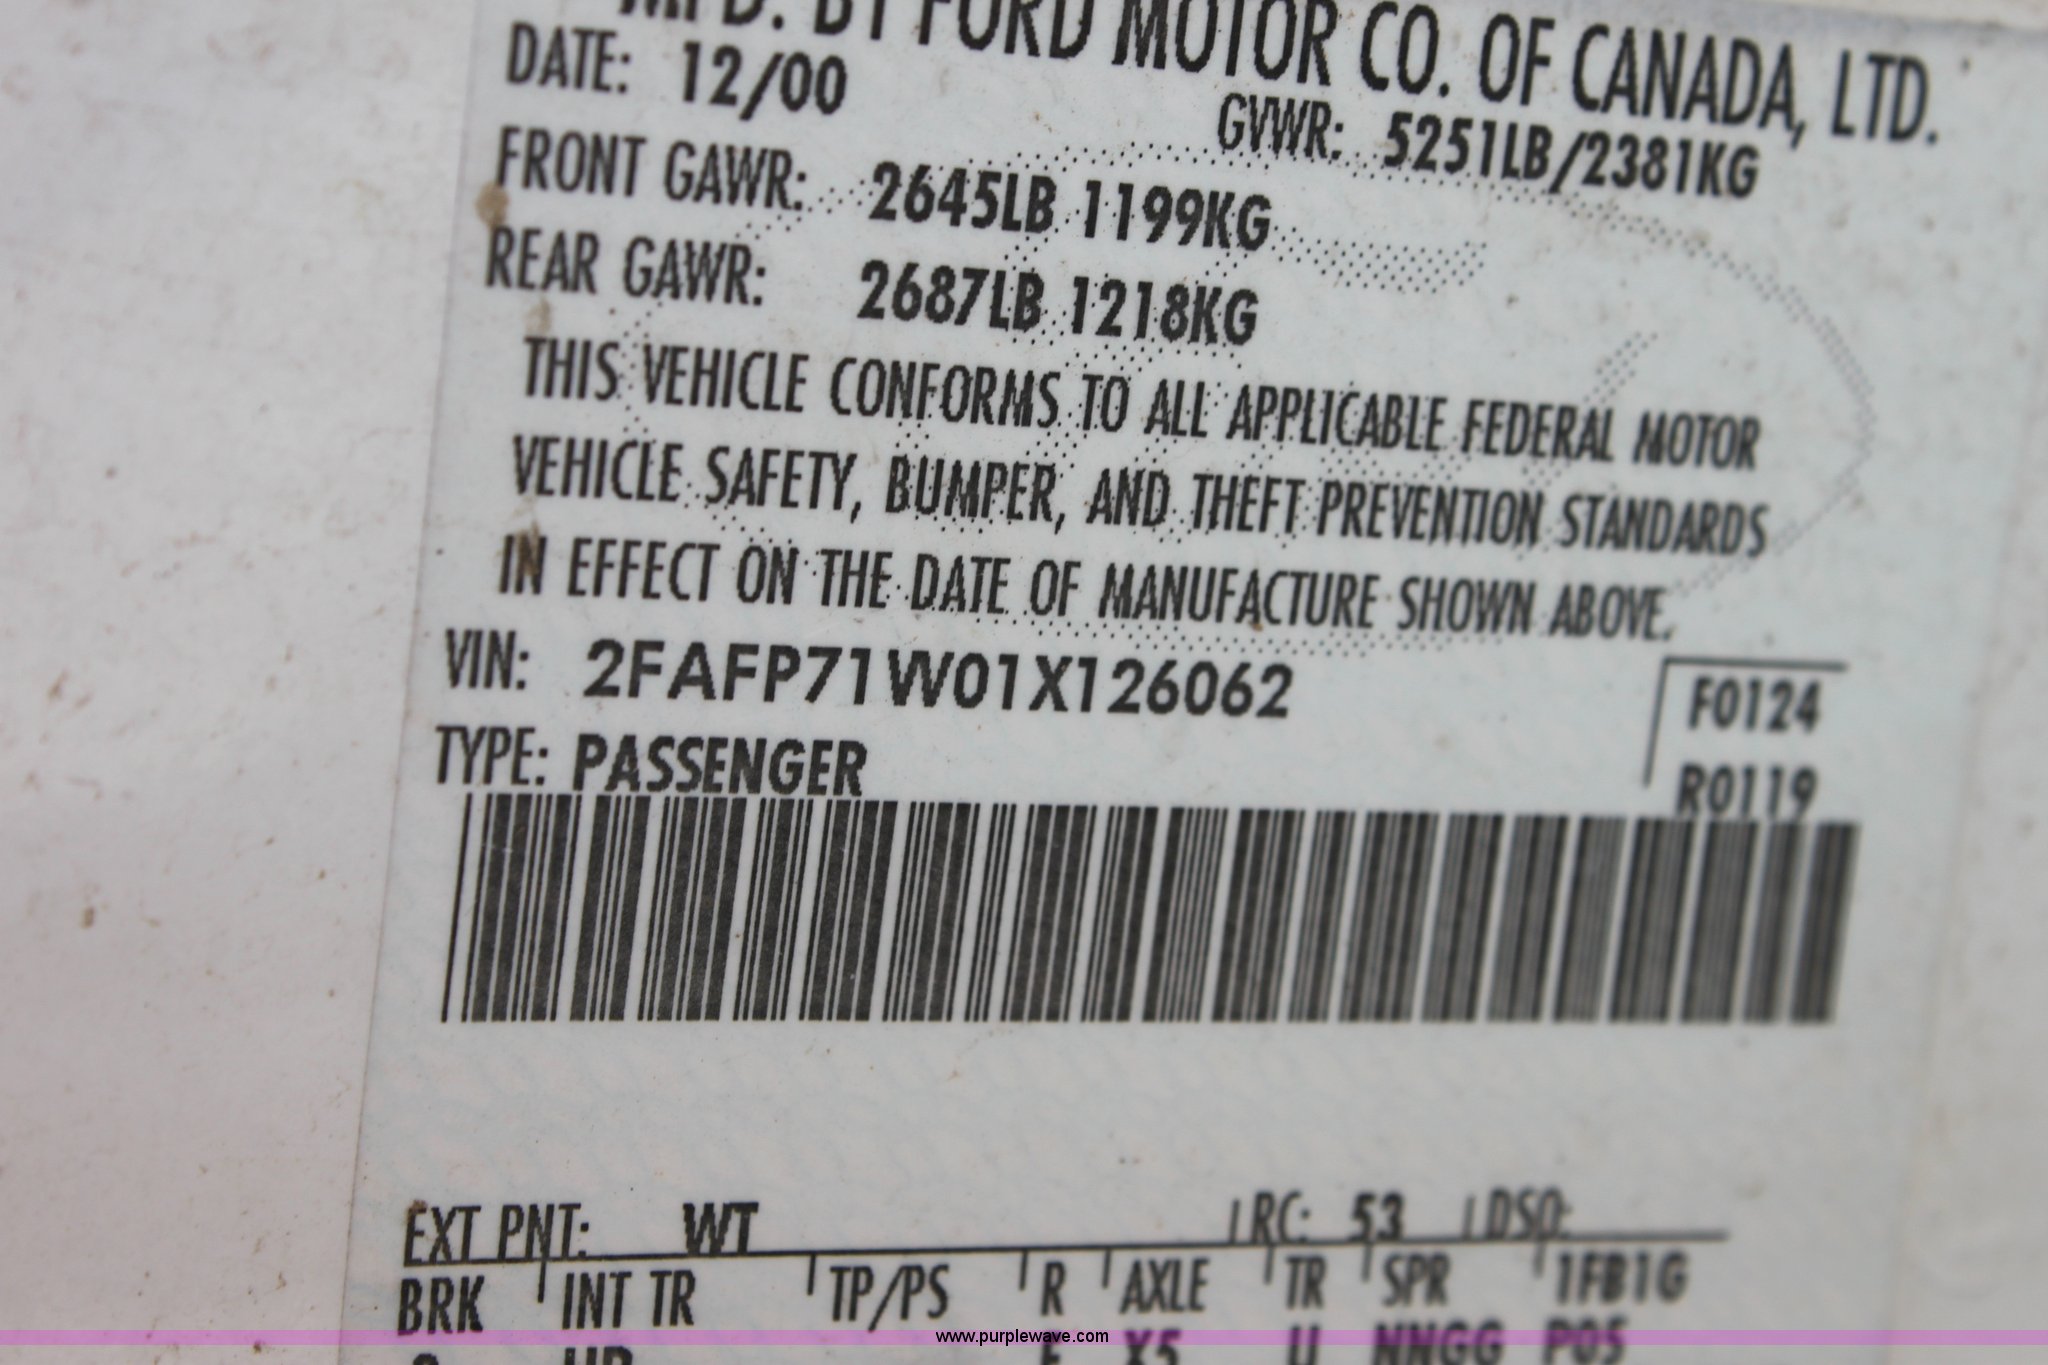 MFD. BY FORD MOTOR CO. OF CANADA, LTD.
DATE: 12/00
GVWR: 5251LB/2381KG
FRONT GAWR: 2645LB 1199KG
REAR GAWR: 2687LB 1218KG
THIS VEHICLE CONFORMS TO ALL APPLICABLE FEDERAL MOTOR
VEHICLE SAFETY, BUMPER, AND THEFT PREVENTION STANDARDS
IN EFFECT ON THE DATE OF MANUFACTURE SHOWN ABOVE.
VIN: 2FAFP71W01X126062
F0124
TYPE: PASSENGER
R0119
EXT PNT: WT RC: 53 DSO:
BRK INT TR TP/PS R AXLE TR SPR 1FB1G
X5 U NNGG P05
www.purplewave.com